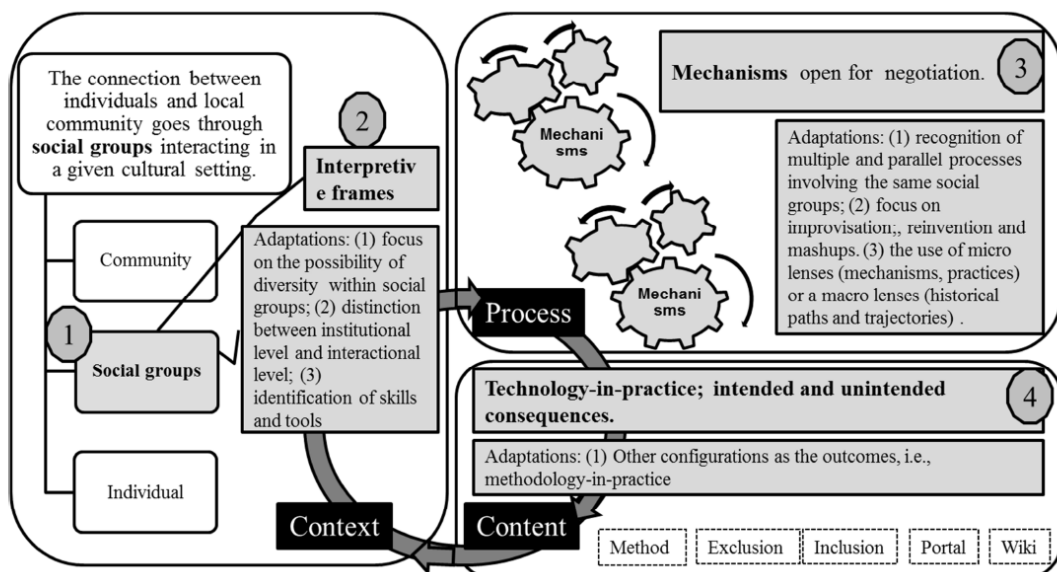 The connection between
individuals and local
community goes through
social groups interacting in
a given cultural setting.
2
Interpretiv
e frames
Community
1
Social groups
Individual
Adaptations: (1) focus
on the possibility of
diversity within social
groups; (2) distinction
between institutional
level and interactional
level; (3)
identification of skills
and tools
Mechani
sms
Mechani
sms
Mechanisms open for negotiation.
3
Adaptations: (1) recognition of
multiple and parallel processes
involving the same social
groups; (2) focus on
improvisation;, reinvention and
mashups. (3) the use of micro
lenses (mechanisms, practices)
or a macro lenses (historical
paths and trajectories) .
Process
Technology-in-practice; intended and unintended
consequences.
4
Adaptations: (1) Other configurations as the outcomes, i.e.,
methodology-in-practice
Context
Content
Method
Exclusion
Inclusion
Portal
Wiki